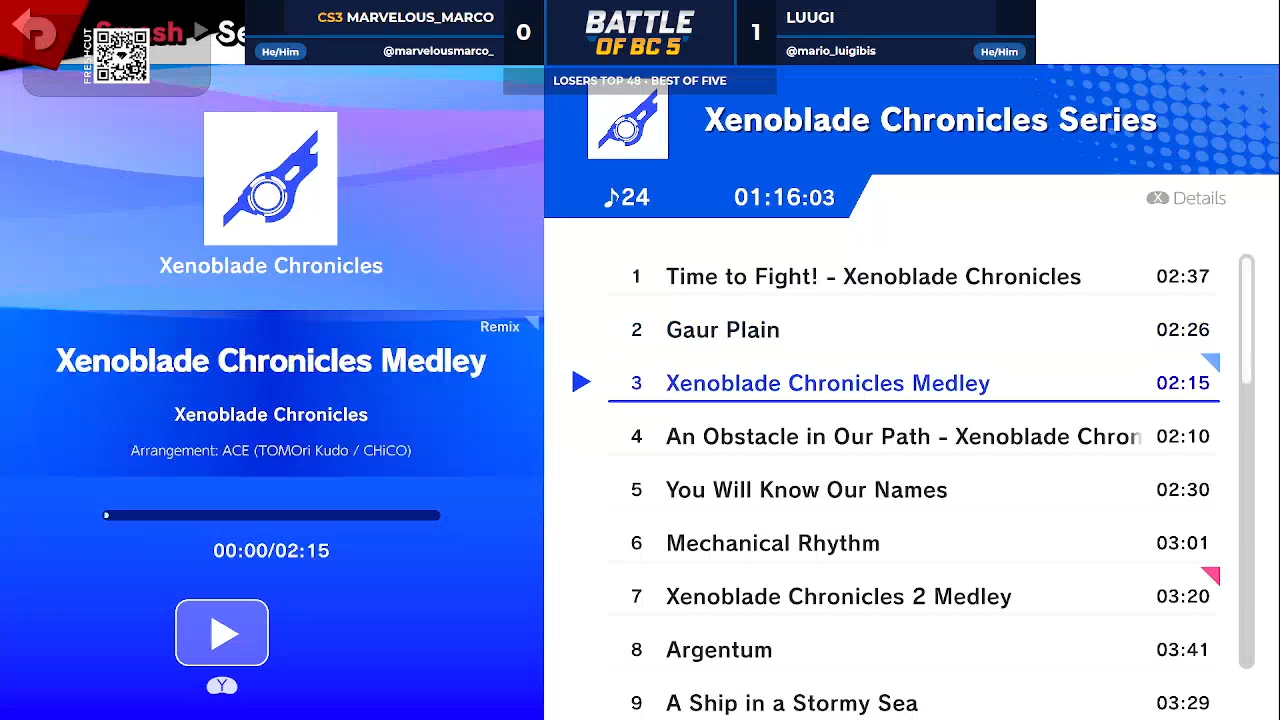 CS3 MARVELOUS_MARCO
0
BATTLE
OF BC 5
1
LUUGI
He/Him
@marvelousmarco_
@mario_luigibis
He/Him
FRESHCUT
LOSERS TOP 48 • BEST OF FIVE
Xenoblade Chronicles
Remix
Xenoblade Chronicles Medley
Xenoblade Chronicles
Arrangement: ACE (TOMOri Kudo / CHiCO)
00:00/02:15
Y
Xenoblade Chronicles Series
♪24
01:16:03
X Details
1 Time to Fight! - Xenoblade Chronicles 02:37
2 Gaur Plain 02:26
3 Xenoblade Chronicles Medley 02:15
4 An Obstacle in Our Path - Xenoblade Chron 02:10
5 You Will Know Our Names 02:30
6 Mechanical Rhythm 03:01
7 Xenoblade Chronicles 2 Medley 03:20
8 Argentum 03:41
9 A Ship in a Stormy Sea 03:29